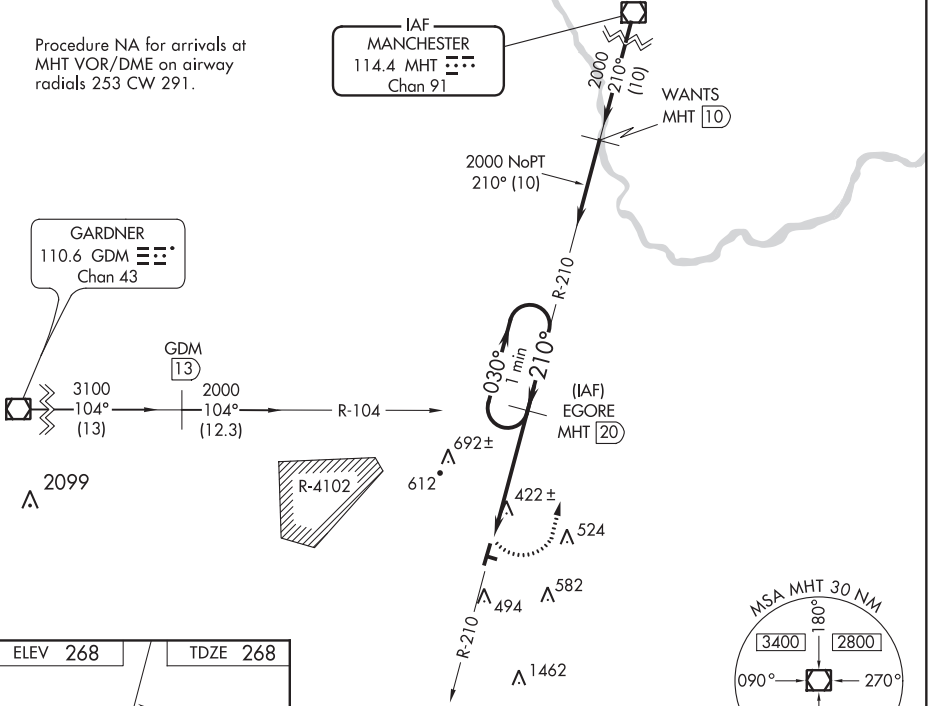 Procedure NA for arrivals at
MHT VOR/DME on airway
radials 253 CW 291.
IAF
MANCHESTER
114.4 MHT
Chan 91
2000
210°
(10)
WANTS
MHT 10
2000 NoPT
210° (10)
R-210
GARDNER
110.6 GDM
Chan 43
GDM
13
3100
104°
(13)
2000
104°
(12.3)
R-104
030°
1 min
210°
(IAF)
EGORE
MHT 20
2099
R-4102
692±
612
422±
524
582
494
R-210
1462
ELEV 268
TDZE 268
MSA MHT 30 NM
180°
3400
2800
090°
270°